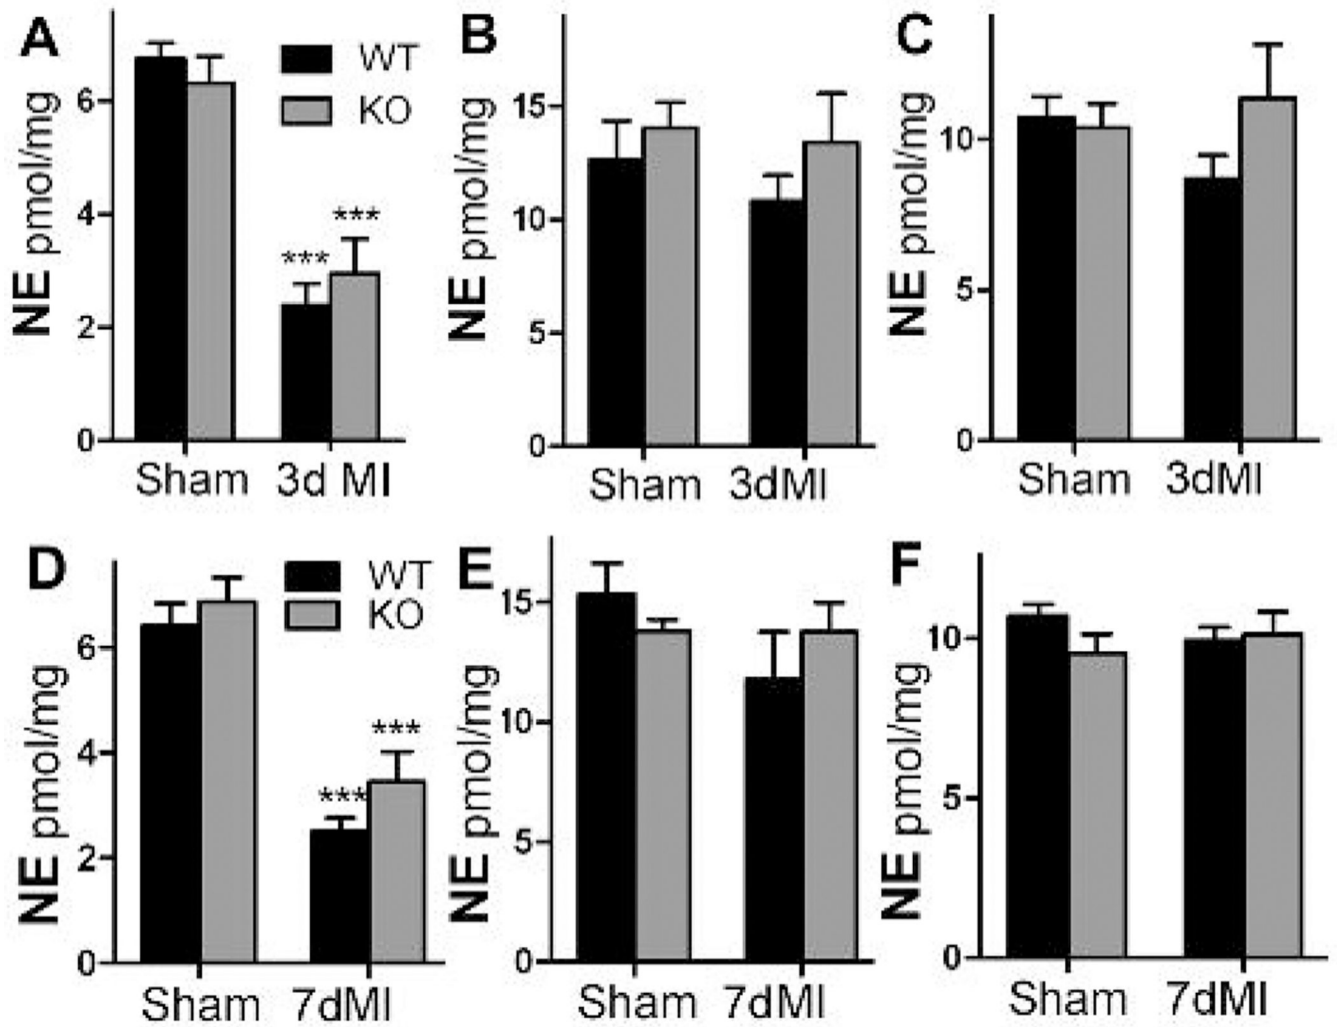 A
NE pmol/mg
6
4
2
0
WT
KO
***
***
Sham 3d MI
B
NE pmol/mg
15
10
5
0
Sham 3dMI
C
NE pmol/mg
10
5
0
Sham 3dMI
D
NE pmol/mg
6
4
2
0
WT
KO
***
***
Sham 7dMI
E
NE pmol/mg
15
10
5
0
Sham 7dMI
F
NE pmol/mg
10
5
0
Sham 7dMI